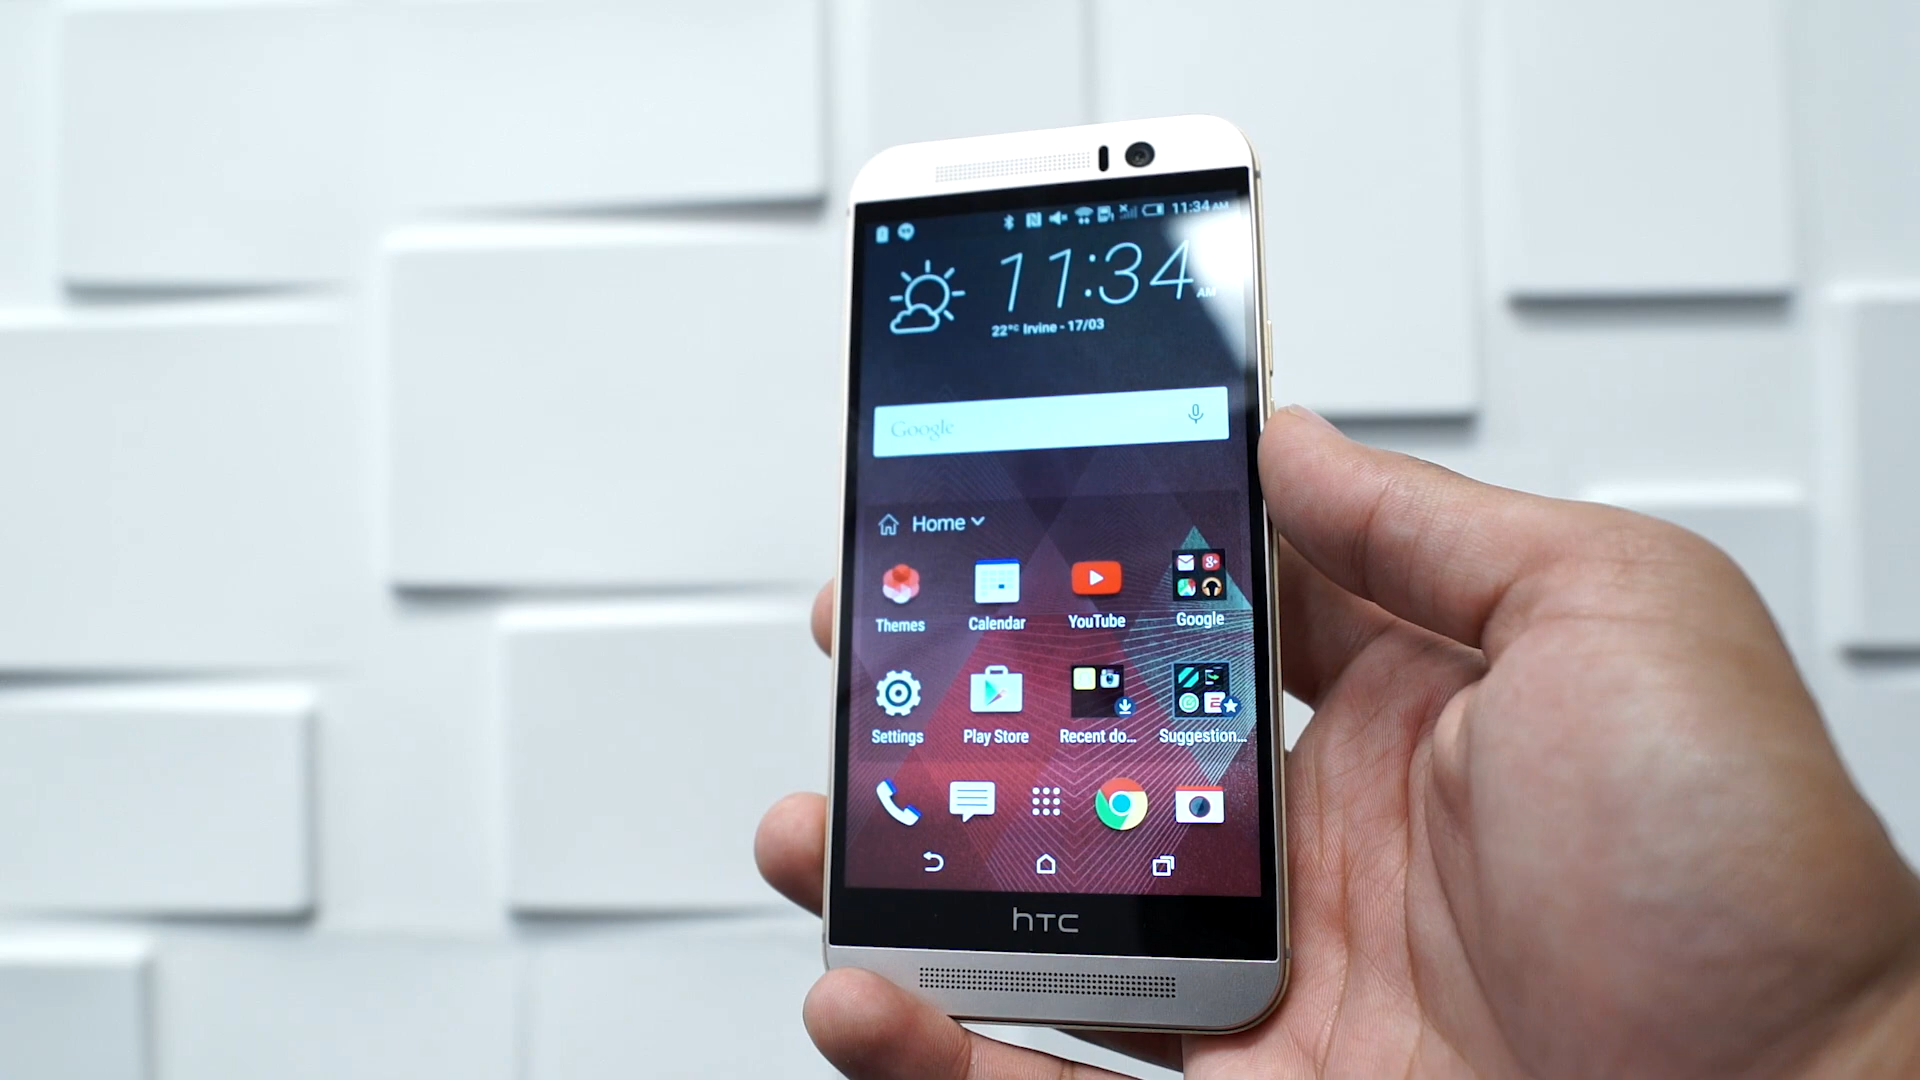 11:34 AM
11:34 AM
22°C Irvine - 17/03
Google
Home
Themes
Calendar
YouTube
Google
Settings
Play Store
Recent do...
Suggestion...
hTC